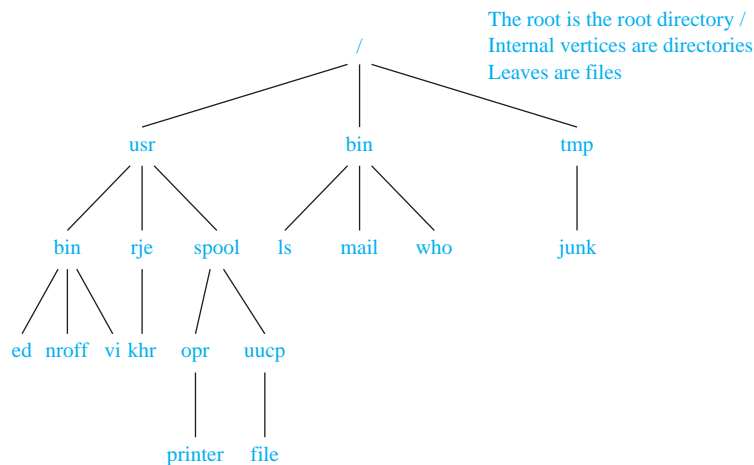 The root is the root directory /
Internal vertices are directories
Leaves are files
/
usr bin tmp
bin rje spool ls mail who junk
ed nroff vi khr opr uucp
printer file